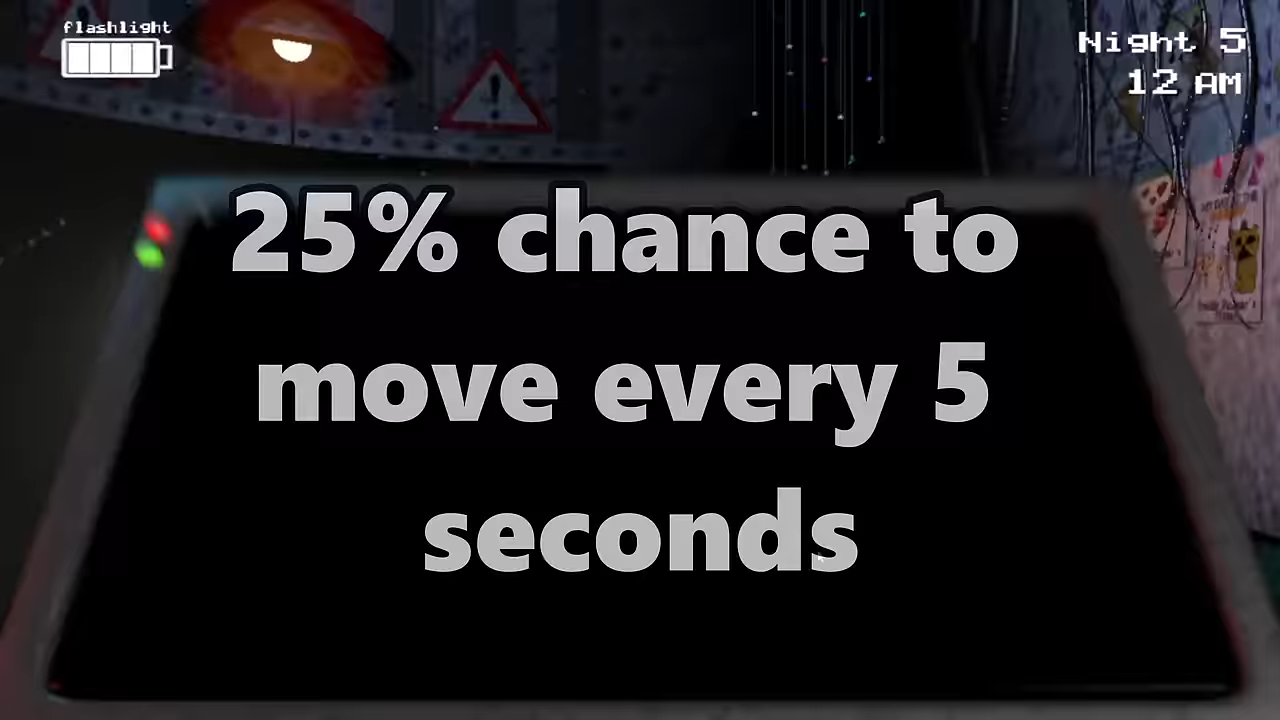 flashlight
Night 5
12 AM
25% chance to
move every 5
seconds